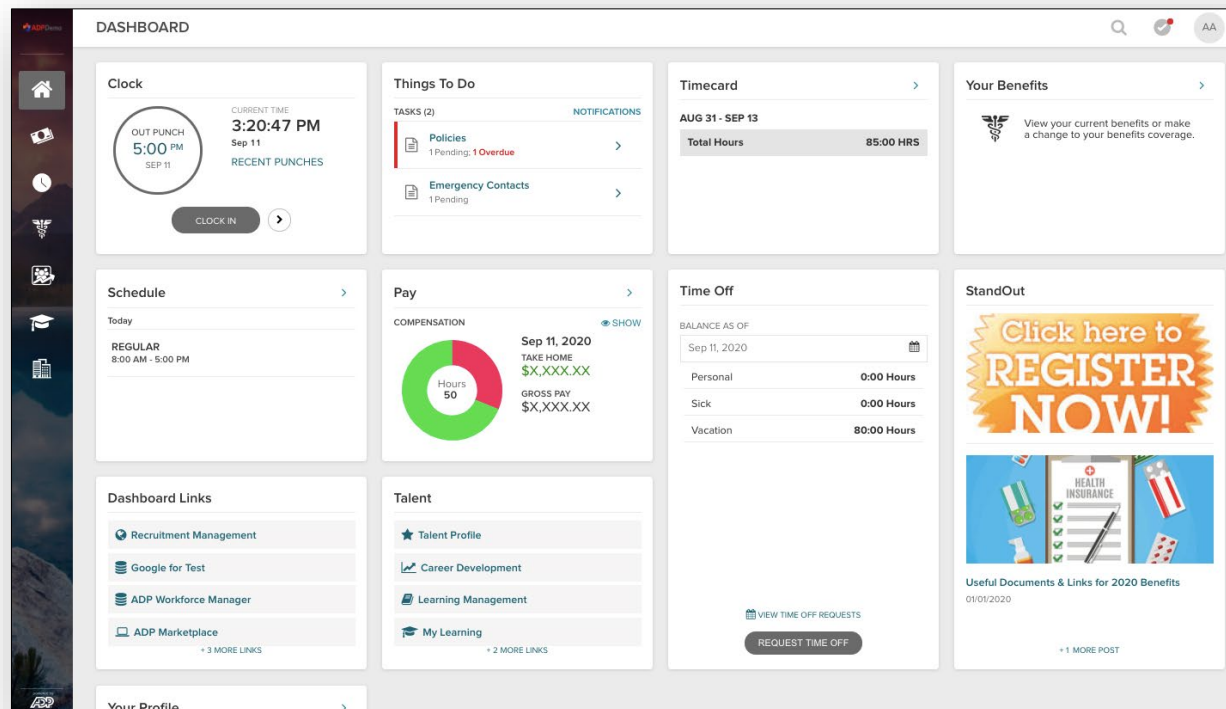 ADPDemo
DASHBOARD
AA
Clock
OUT PUNCH
5:00 PM
SEP 11
CURRENT TIME
3:20:47 PM
Sep 11
RECENT PUNCHES
CLOCK IN
Things To Do
TASKS (2)
NOTIFICATIONS
Policies
1 Pending; 1 Overdue
Emergency Contacts
1 Pending
Timecard
AUG 31 - SEP 13
Total Hours 85:00 HRS
Your Benefits
View your current benefits or make
a change to your benefits coverage.
Schedule
Today
REGULAR
8:00 AM - 5:00 PM
Pay
COMPENSATION
SHOW
Hours
50
Sep 11, 2020
TAKE HOME
$X,XXX.XX
GROSS PAY
$X,XXX.XX
Time Off
BALANCE AS OF
Sep 11, 2020
Personal 0:00 Hours
Sick 0:00 Hours
Vacation 80:00 Hours
VIEW TIME OFF REQUESTS
REQUEST TIME OFF
StandOut
Click here to
REGISTER
NOW!
HEALTH
INSURANCE
Useful Documents & Links for 2020 Benefits
01/01/2020
+ 1 MORE POST
Dashboard Links
Recruitment Management
Google for Test
ADP Workforce Manager
ADP Marketplace
+ 3 MORE LINKS
Talent
Talent Profile
Career Development
Learning Management
My Learning
+ 2 MORE LINKS
ADP
Your Profile